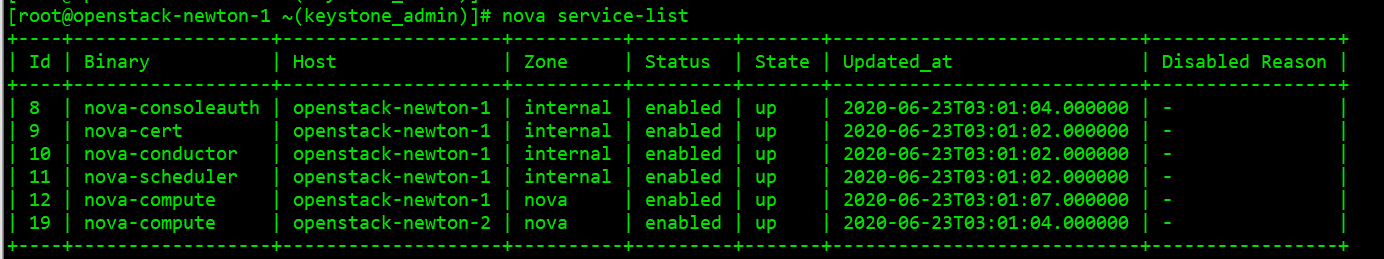 [root@openstack-newton-1 ~(keystone_admin)]# nova service-list
+----+------------------+--------------------+----------+---------+-------+----------------------------+-----------------+
| Id | Binary           | Host               | Zone     | Status  | State | Updated_at                 | Disabled Reason |
+----+------------------+--------------------+----------+---------+-------+----------------------------+-----------------+
| 8  | nova-consoleauth | openstack-newton-1 | internal | enabled | up    | 2020-06-23T03:01:04.000000 | -               |
| 9  | nova-cert        | openstack-newton-1 | internal | enabled | up    | 2020-06-23T03:01:02.000000 | -               |
| 10 | nova-conductor   | openstack-newton-1 | internal | enabled | up    | 2020-06-23T03:01:02.000000 | -               |
| 11 | nova-scheduler   | openstack-newton-1 | internal | enabled | up    | 2020-06-23T03:01:02.000000 | -               |
| 12 | nova-compute     | openstack-newton-1 | nova     | enabled | up    | 2020-06-23T03:01:07.000000 | -               |
| 19 | nova-compute     | openstack-newton-2 | nova     | enabled | up    | 2020-06-23T03:01:04.000000 | -               |
+----+------------------+--------------------+----------+---------+-------+----------------------------+-----------------+